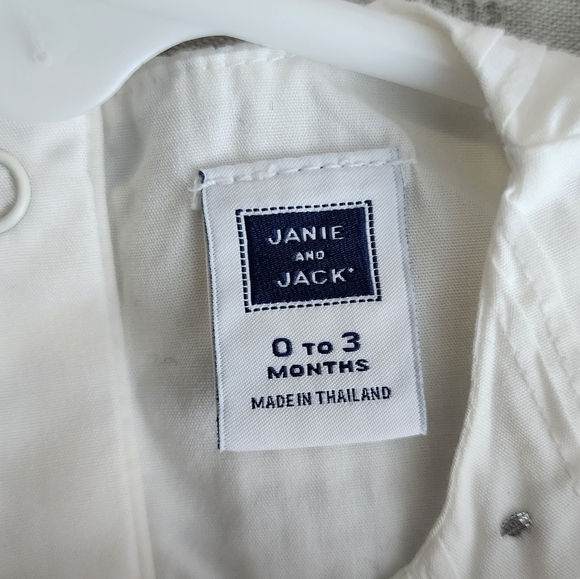 JANIE
AND
JACK
0 TO 3
MONTHS
MADE IN THAILAND